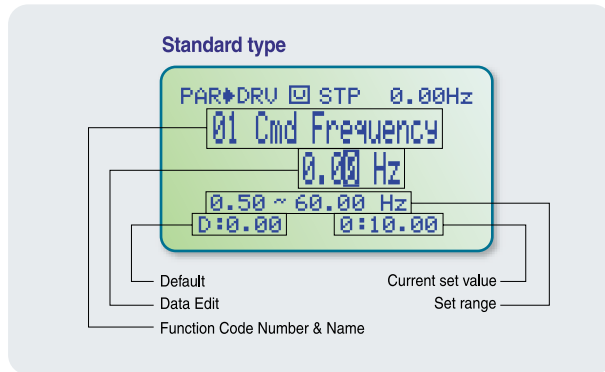 Standard type
PAR➧DRV U STP 0.00Hz
01 Cmd Frequency
0.00 Hz
0.50 ~ 60.00 Hz
D:0.00 0:10.00
Default Current set value
Data Edit Set range
Function Code Number & Name